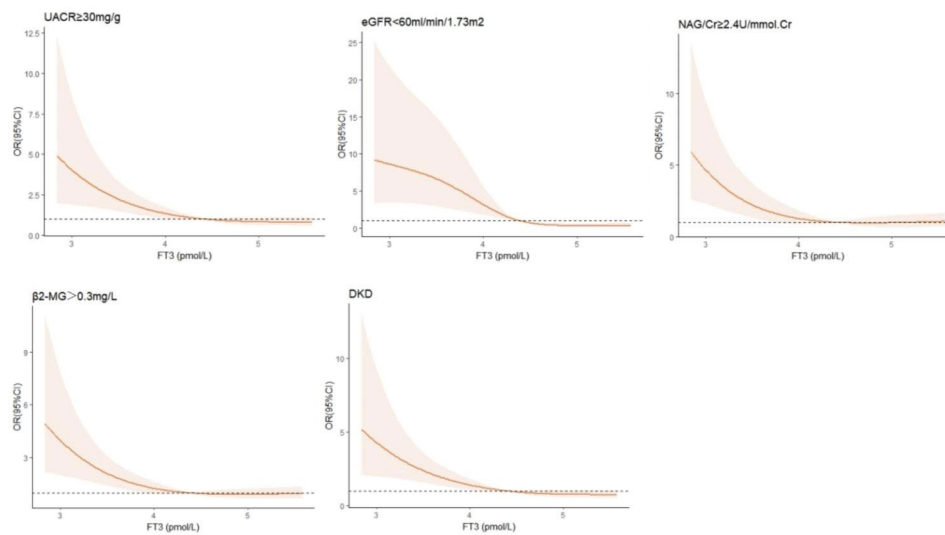 UACR≥30mg/g
12.5
10.0
7.5
5.0
2.5
0.0
OR(95%CI)
3 4 5
FT3 (pmol/L)
eGFR<60ml/min/1.73m2
25
20
15
10
5
0
OR(95%CI)
3 4 5
FT3 (pmol/L)
NAG/Cr≥2.4U/mmol.Cr
10
5
0
OR(95%CI)
3 4 5
FT3 (pmol/L)
β2-MG>0.3mg/L
9
6
3
OR(95%CI)
3 4 5
FT3 (pmol/L)
DKD
10
5
0
OR(95%CI)
3 4 5
FT3 (pmol/L)